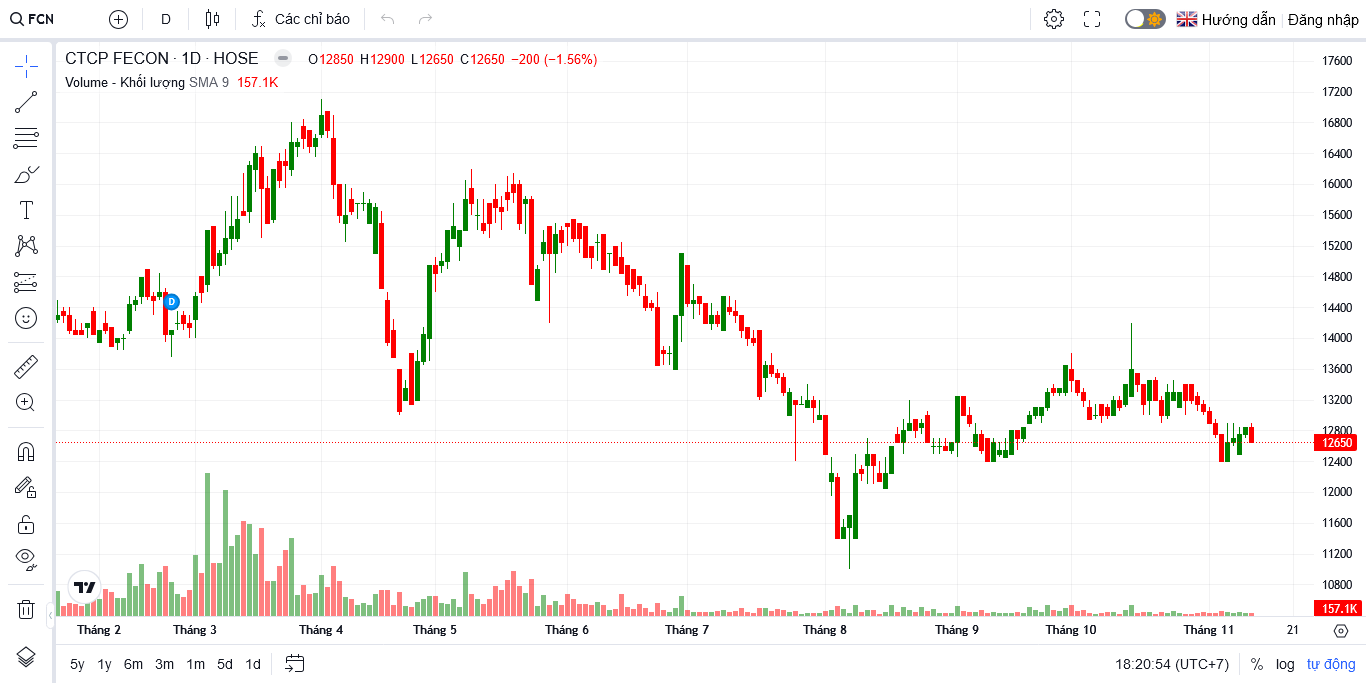 FCN D Các chỉ báo Hướng dẫn Đăng nhập
CTCP FECON · 1D · HOSE O12850 H12900 L12650 C12650 −200 (−1.56%)
Volume - Khối lượng SMA 9 157.1K
17600
17200
16800
16400
16000
15600
15200
14800
14400
D
14000
13600
13200
12800
12650
12400
12000
11600
11200
10800
157.1K
Tháng 2 Tháng 3 Tháng 4 Tháng 5 Tháng 6 Tháng 7 Tháng 8 Tháng 9 Tháng 10 Tháng 11 21
5y 1y 6m 3m 1m 5d 1d 18:20:54 (UTC+7) % log tự động